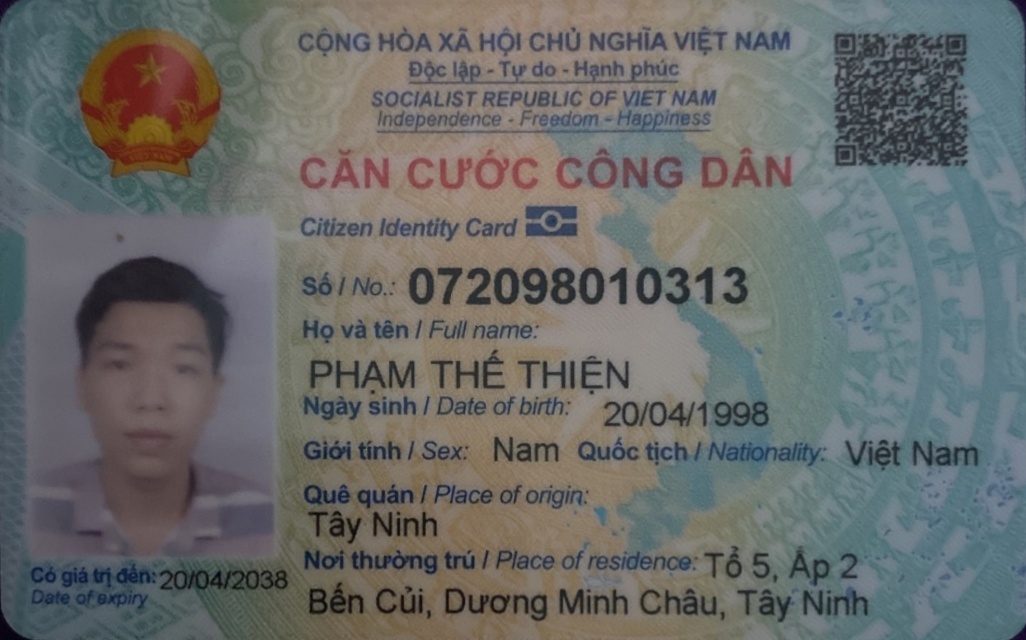 CỘNG HÒA XÃ HỘI CHỦ NGHĨA VIỆT NAM
Độc lập - Tự do - Hạnh phúc
SOCIALIST REPUBLIC OF VIET NAM
Independence - Freedom - Happiness
CĂN CƯỚC CÔNG DÂN
Citizen Identity Card
Số / No.: 072098010313
Họ và tên / Full name:
PHẠM THẾ THIỆN
Ngày sinh / Date of birth: 20/04/1998
Giới tính / Sex: Nam Quốc tịch / Nationality: Việt Nam
Quê quán / Place of origin:
Tây Ninh
Nơi thường trú / Place of residence: Tổ 5, Ấp 2
Bến Củi, Dương Minh Châu, Tây Ninh
Có giá trị đến: 20/04/2038
Date of expiry
VIỆT NAM